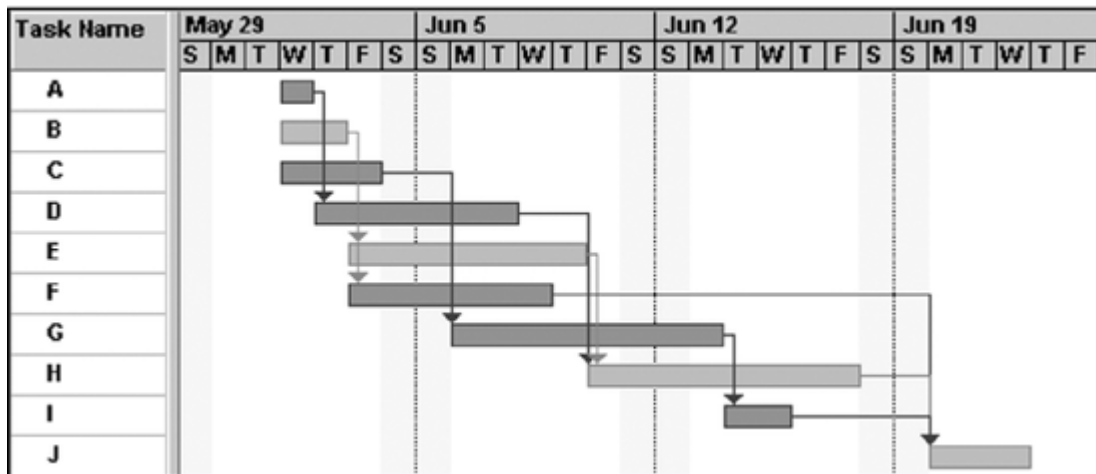 Task Name May 29 Jun 5 Jun 12 Jun 19
S M T W T F S S M T W T F S S M T W T F S S M T W T F
A
B
C
D
E
F
G
H
I
J